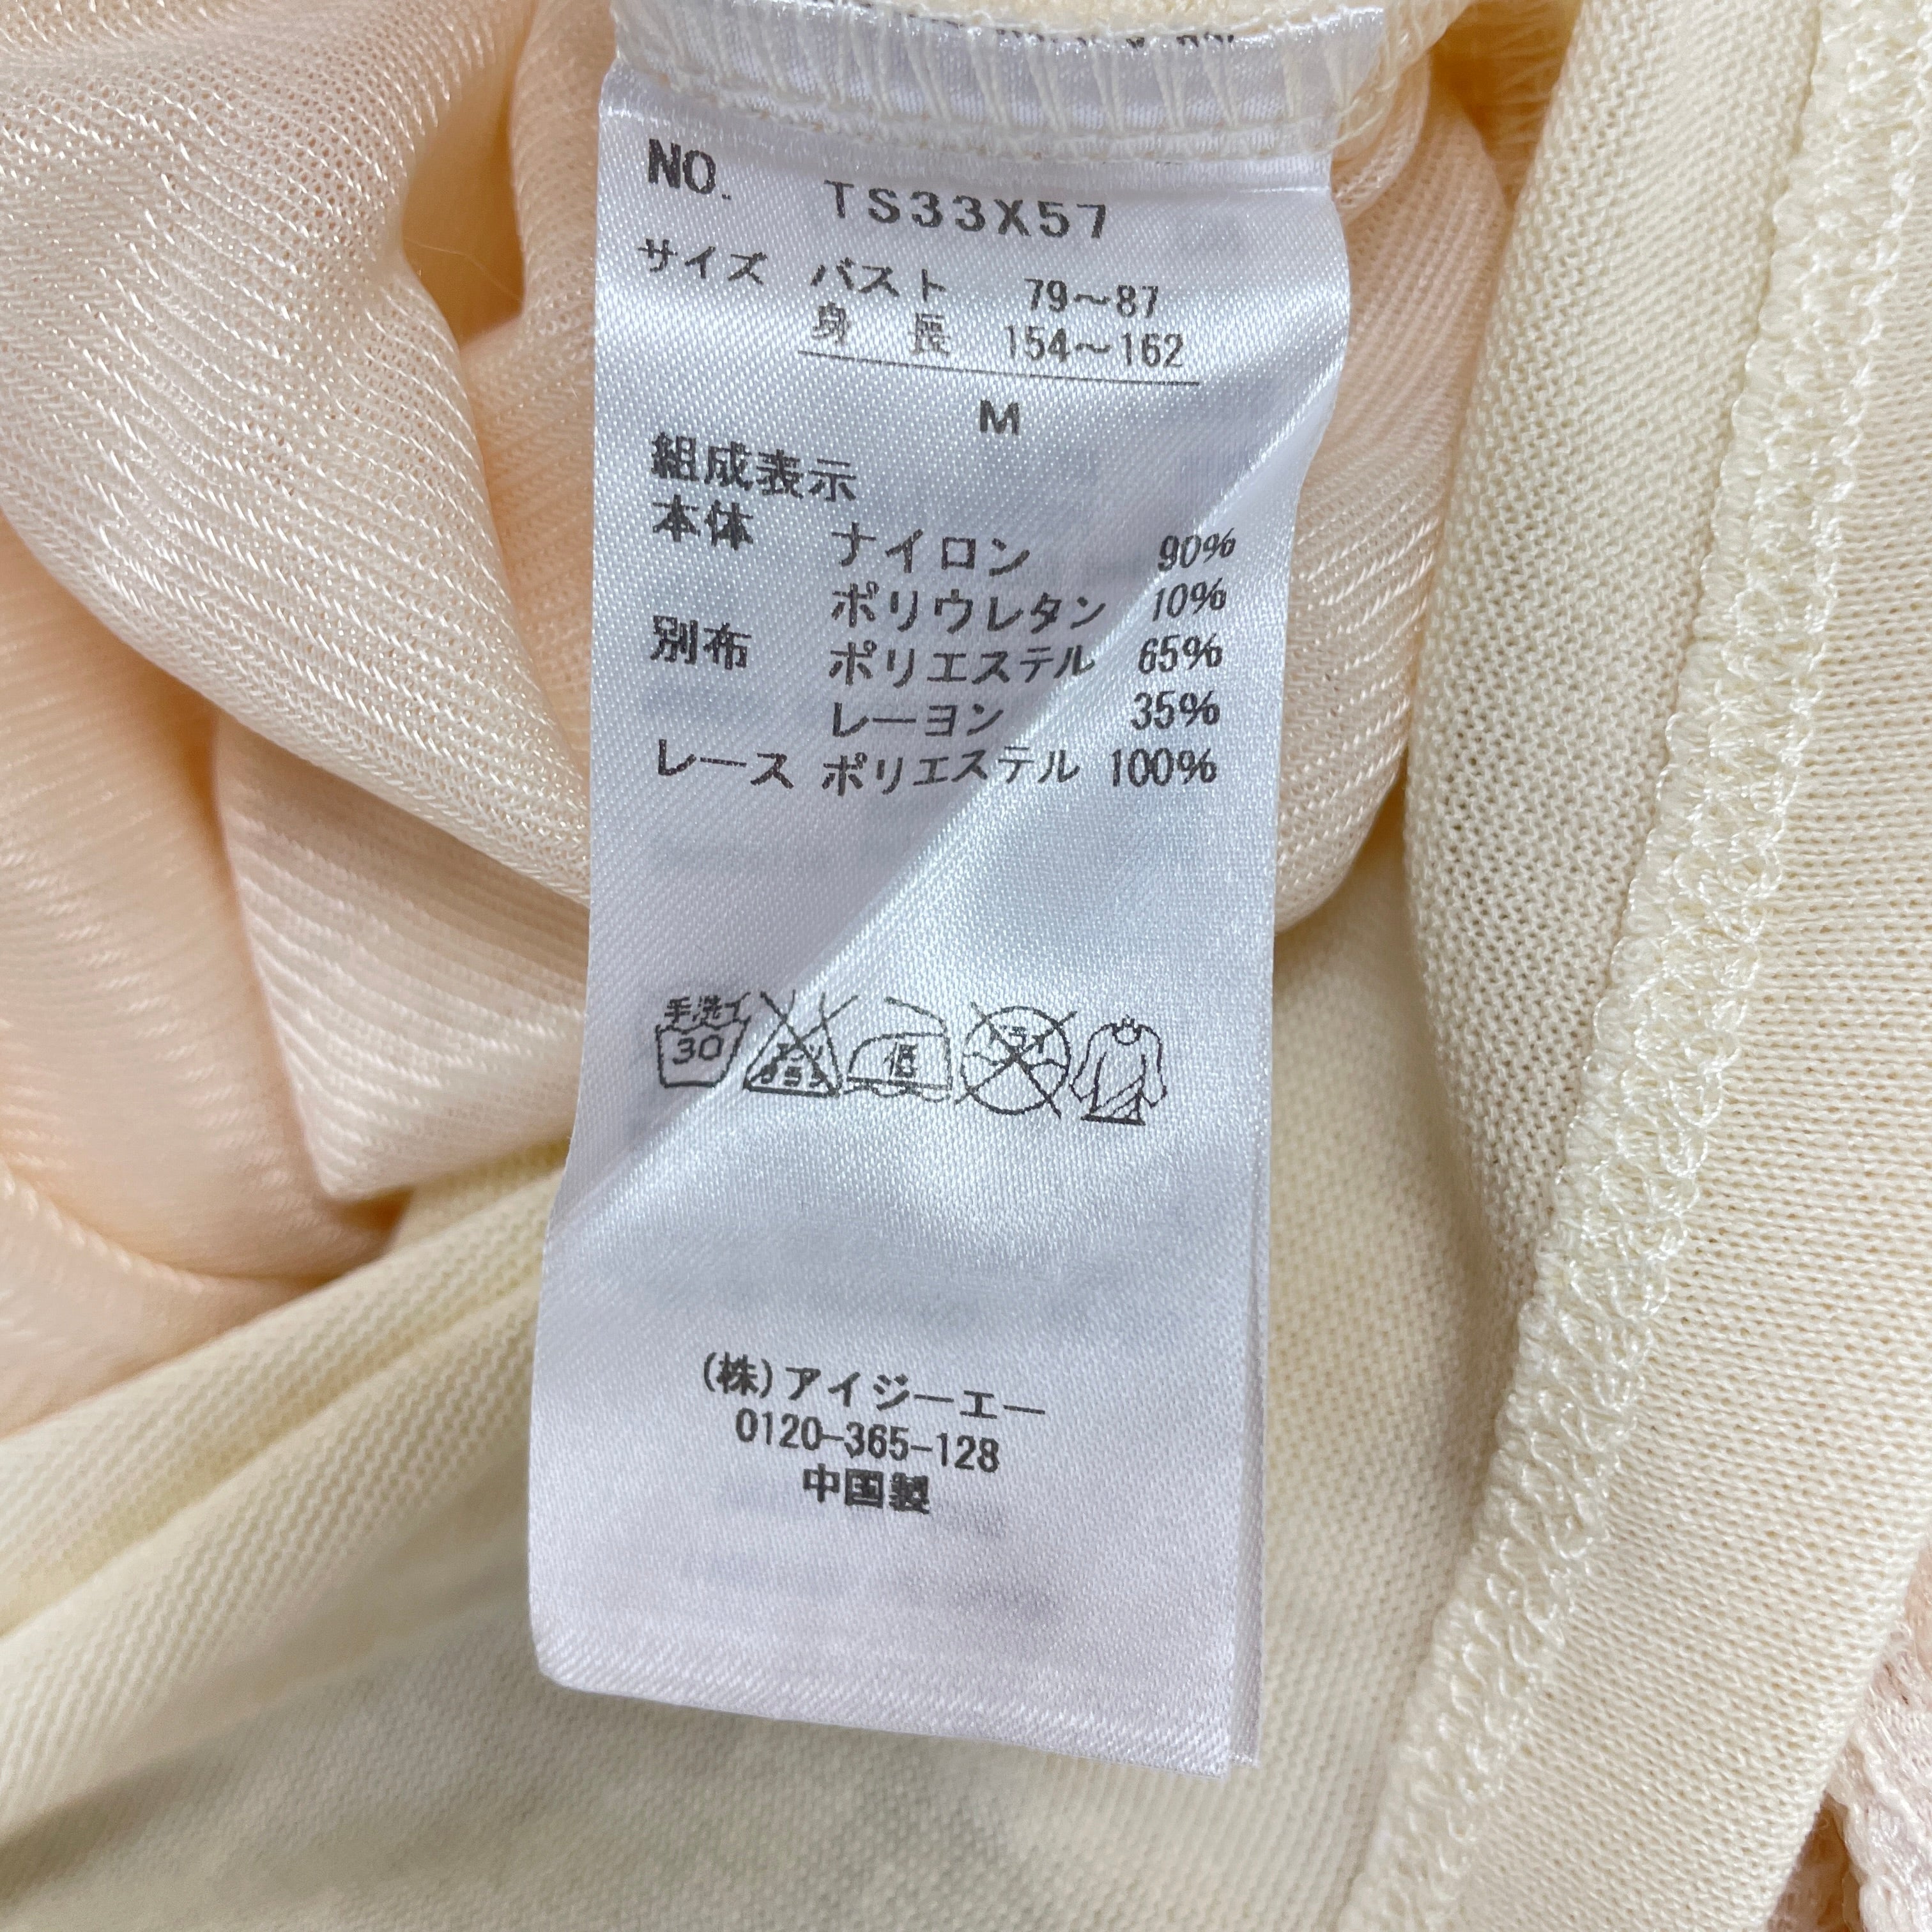 NO. TS33X57
サイズ バスト 79~87
身長 154~162
M
組成表示
本体 ナイロン 90%
ポリウレタン 10%
別布 ポリエステル 65%
レーヨン 35%
レース ポリエステル 100%
手洗イ
30
低
(株)アイジーエー
0120-365-128
中国製